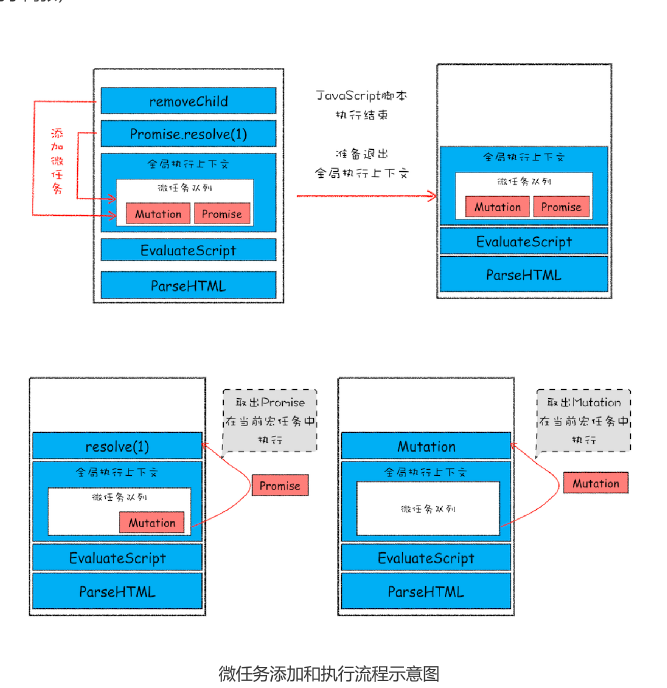 removeChild
Promise.resolve(1)
添加微任务
全局执行上下文
微任务队列
Mutation
Promise
EvaluateScript
ParseHTML
JavaScript脚本
执行结束
准备退出
全局执行上下文
全局执行上下文
微任务队列
Mutation
Promise
EvaluateScript
ParseHTML
resolve(1)
全局执行上下文
微任务队列
Mutation
EvaluateScript
ParseHTML
取出Promise
在当前宏任务中
执行
Promise
Mutation
全局执行上下文
微任务队列
EvaluateScript
ParseHTML
取出Mutation
在当前宏任务中
执行
Mutation
微任务添加和执行流程示意图